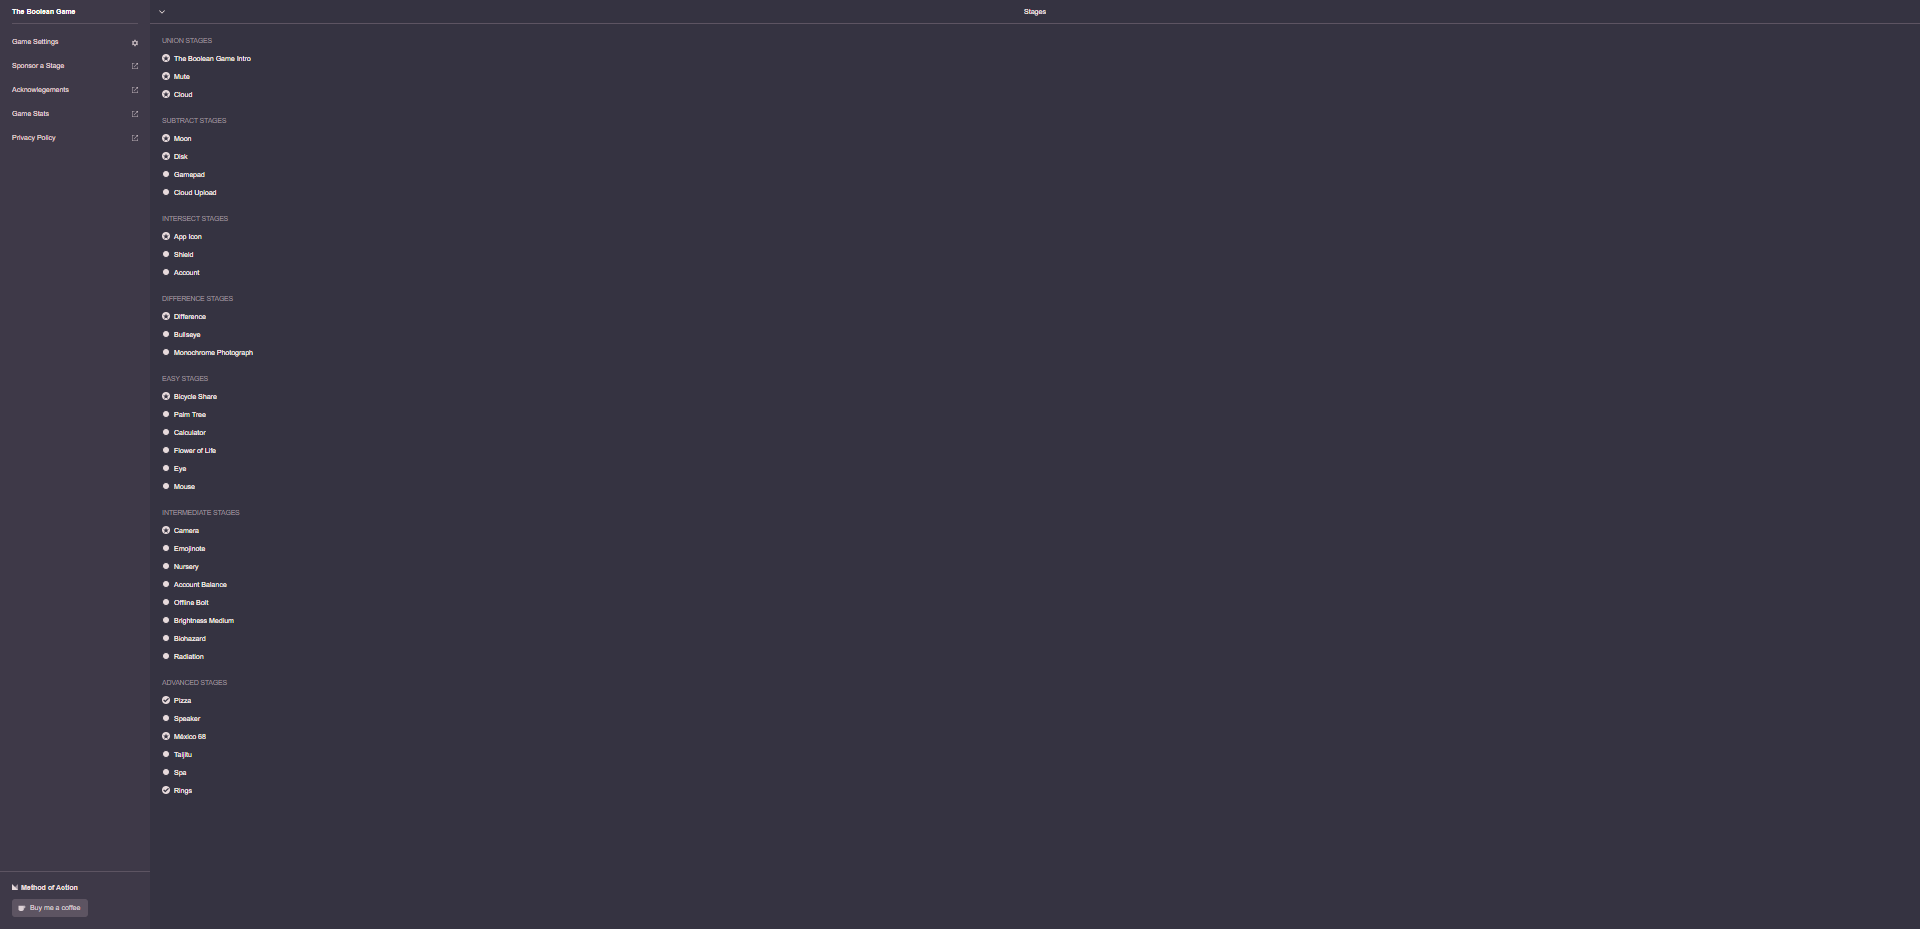 The Boolean Game
Game Settings
Sponsor a Stage
Acknowlegements
Game Stats
Privacy Policy
Method of Action
Buy me a coffee
Stages
UNION STAGES
The Boolean Game Intro
Mute
Cloud
SUBTRACT STAGES
Moon
Disk
Gamepad
Cloud Upload
INTERSECT STAGES
App Icon
Shield
Account
DIFFERENCE STAGES
Difference
Bullseye
Monochrome Photograph
EASY STAGES
Bicycle Share
Palm Tree
Calculator
Flower of Life
Eye
Mouse
INTERMEDIATE STAGES
Camera
Emojinote
Nursery
Account Balance
Offline Bolt
Brightness Medium
Biohazard
Radiation
ADVANCED STAGES
Pizza
Speaker
México 68
Taijitu
Spa
Rings